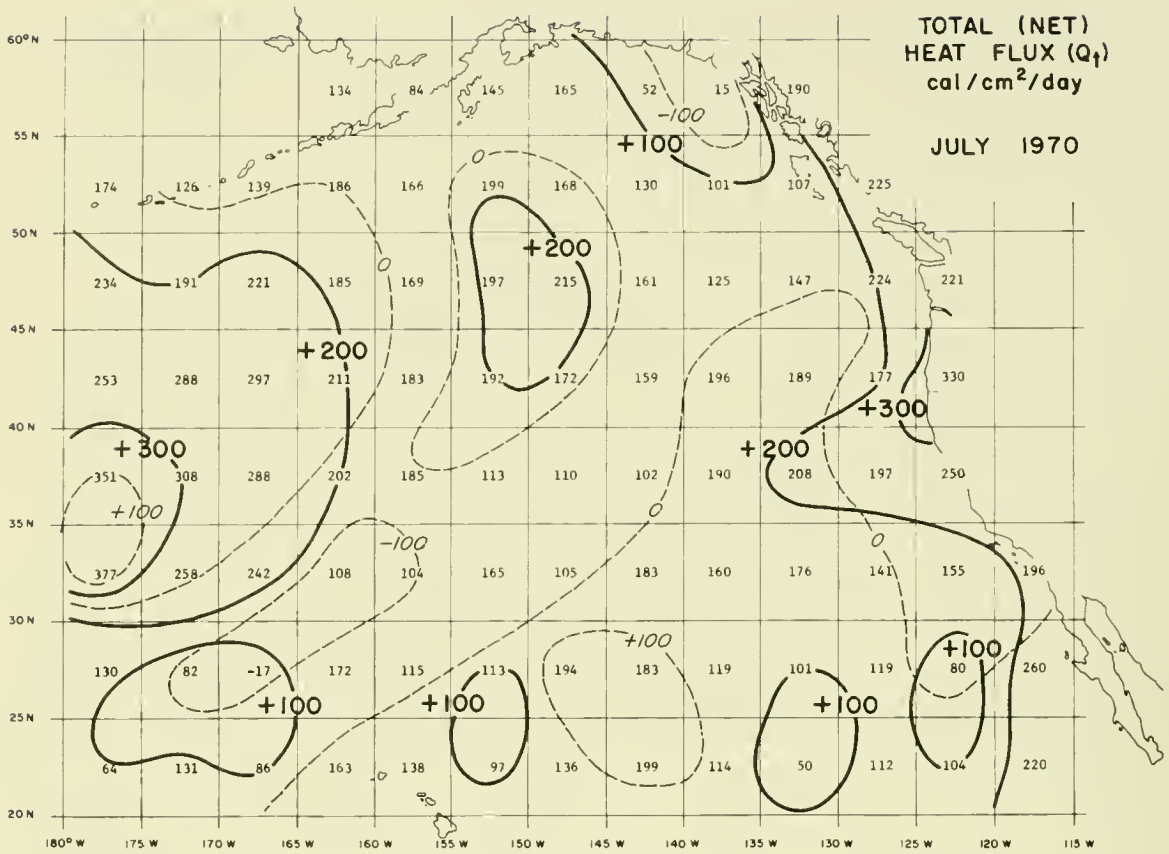 TOTAL (NET)
HEAT FLUX (Qt)
cal/cm²/day
JULY 1970
60°N
134 84 145 165 52 15 190
-100
55 N
+100
0
174 126 139 186 166 199 168 130 101 107 225
50 N
+200
0
234 191 221 185 169 197 215 161 125 147 224 221
45 N
+200
253 288 297 211 183 192 172 159 196 189 177 330
+300
40 N
+300 +200
351 308 288 202 185 113 110 102 190 208 197 250
+100 0
35 N
-100 0
377 258 242 108 104 165 105 183 160 176 141 155 196
30 N
+100 +100
130 82 -17 172 115 113 194 183 119 101 119 80 260
+100 +100 +100
25 N
64 131 86 163 138 97 136 199 114 50 112 104 220
20 N
180° W 175 W 170 W 165 W 160 W 155 W 150 W 145 W 140 W 135 W 130 W 125 W 120 W 115 W